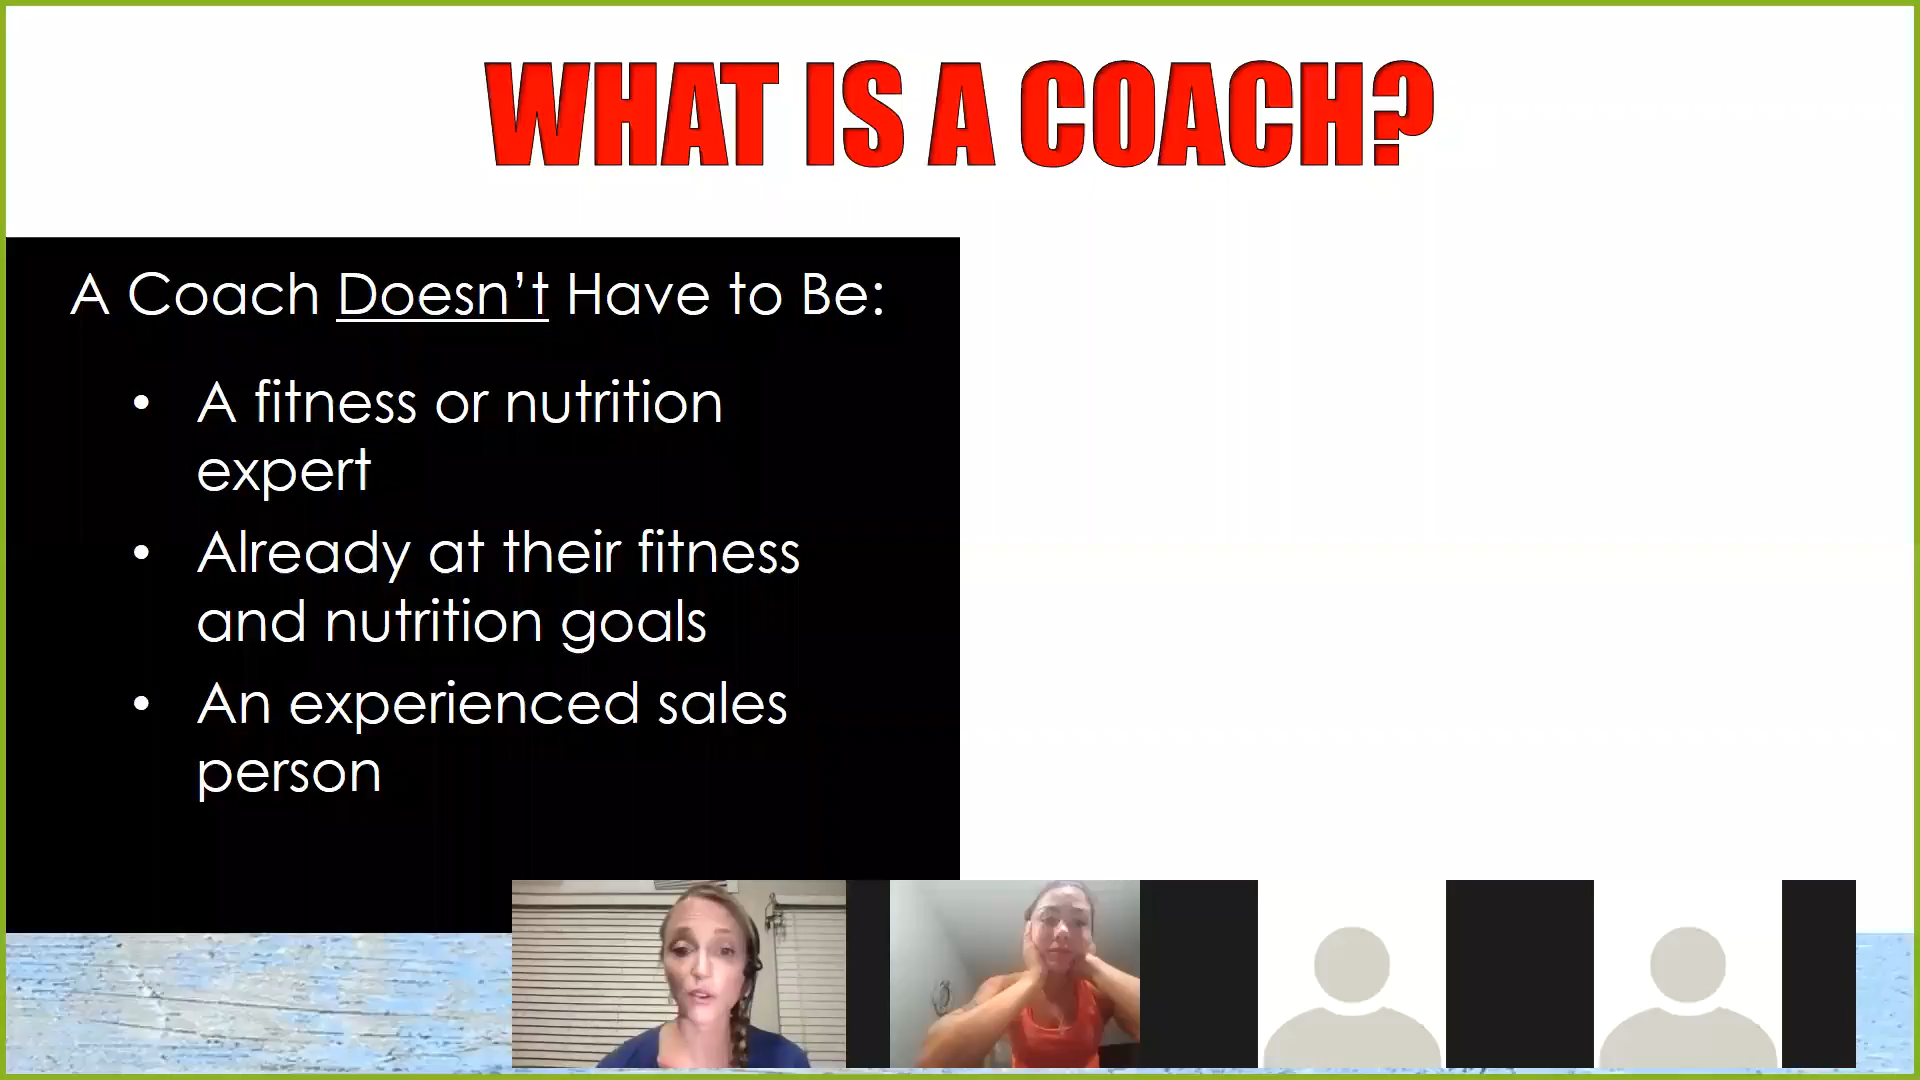 WHAT IS A COACH?
A Coach Doesn’t Have to Be:
• A fitness or nutrition
expert
• Already at their fitness
and nutrition goals
• An experienced sales
person